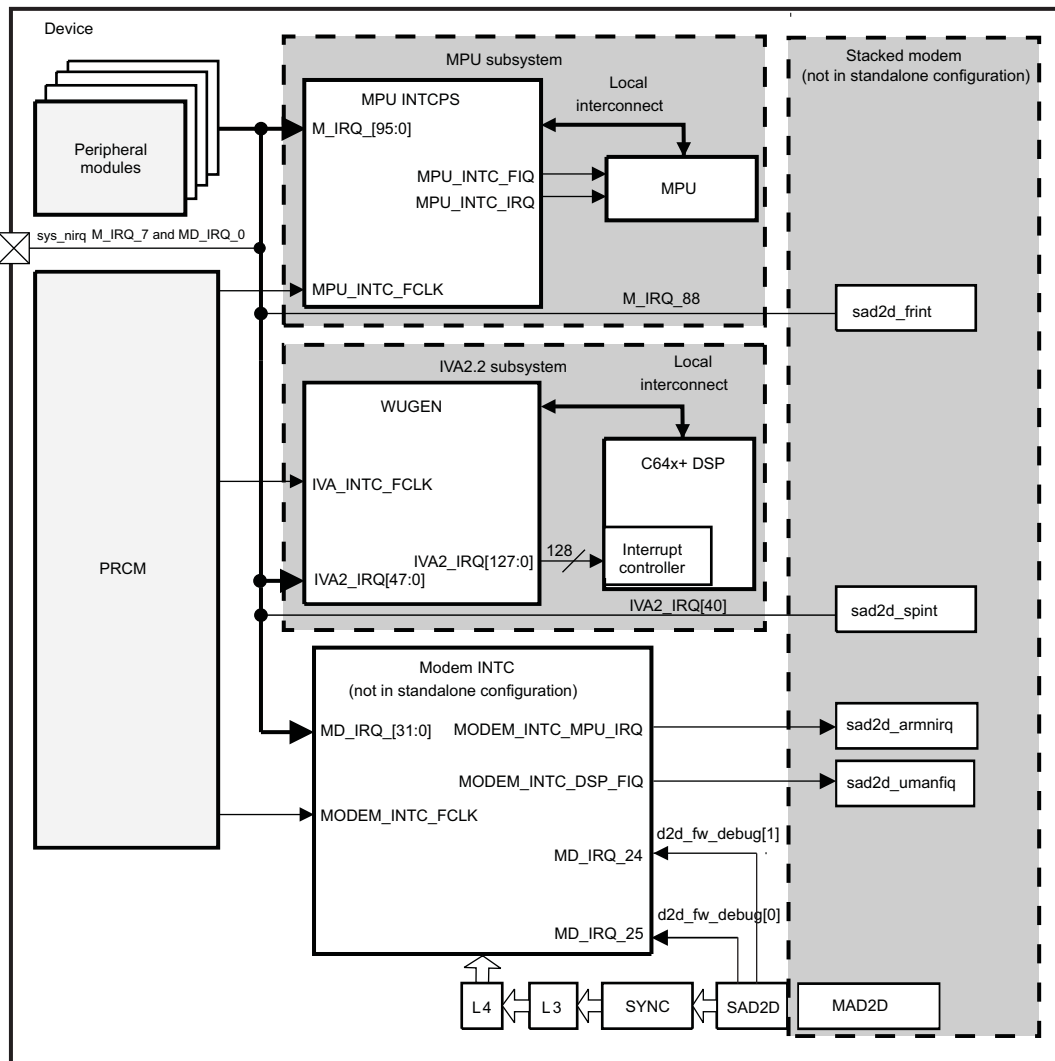 Device
Peripheral
modules
sys_nirq M_IRQ_7 and MD_IRQ_0
PRCM
MPU subsystem
MPU INTCPS
M_IRQ_[95:0]
MPU_INTC_FIQ
MPU_INTC_IRQ
MPU_INTC_FCLK
Local
interconnect
MPU
M_IRQ_88
IVA2.2 subsystem
WUGEN
IVA_INTC_FCLK
IVA2_IRQ[127:0]
IVA2_IRQ[47:0]
Local
interconnect
C64x+ DSP
128
Interrupt
controller
IVA2_IRQ[40]
Modem INTC
(not in standalone configuration)
MD_IRQ_[31:0]
MODEM_INTC_MPU_IRQ
MODEM_INTC_DSP_FIQ
MODEM_INTC_FCLK
MD_IRQ_24
MD_IRQ_25
d2d_fw_debug[1]
d2d_fw_debug[0]
Stacked modem
(not in standalone configuration)
sad2d_frint
sad2d_spint
sad2d_armnirq
sad2d_umanfiq
L4
L3
SYNC
SAD2D
MAD2D